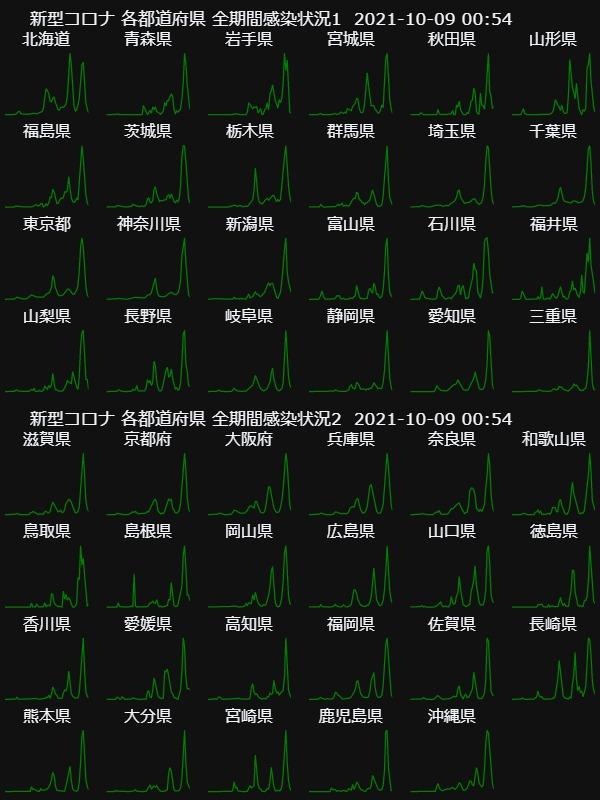 新型コロナ 各都道府県 全期間感染状況1 2021-10-09 00:54
北海道 青森県 岩手県 宮城県 秋田県 山形県
福島県 茨城県 栃木県 群馬県 埼玉県 千葉県
東京都 神奈川県 新潟県 富山県 石川県 福井県
山梨県 長野県 岐阜県 静岡県 愛知県 三重県
新型コロナ 各都道府県 全期間感染状況2 2021-10-09 00:54
滋賀県 京都府 大阪府 兵庫県 奈良県 和歌山県
鳥取県 島根県 岡山県 広島県 山口県 徳島県
香川県 愛媛県 高知県 福岡県 佐賀県 長崎県
熊本県 大分県 宮崎県 鹿児島県 沖縄県